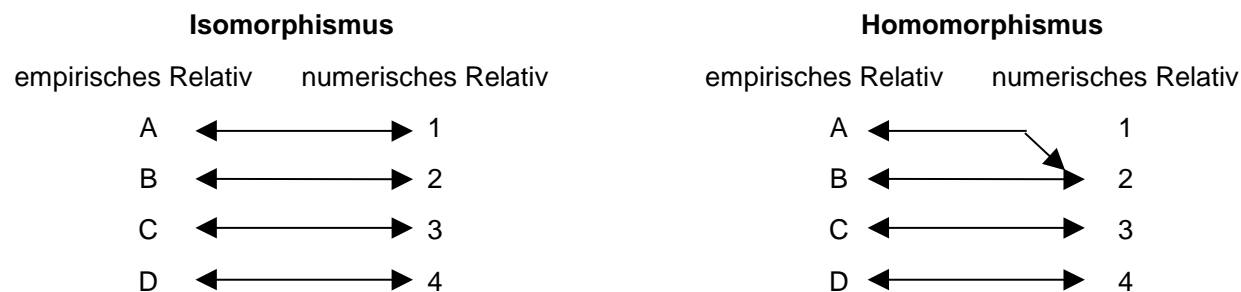 Isomorphismus Homomorphismus
empirisches Relativ numerisches Relativ empirisches Relativ numerisches Relativ
A 1 A 1
B 2 B 2
C 3 C 3
D 4 D 4